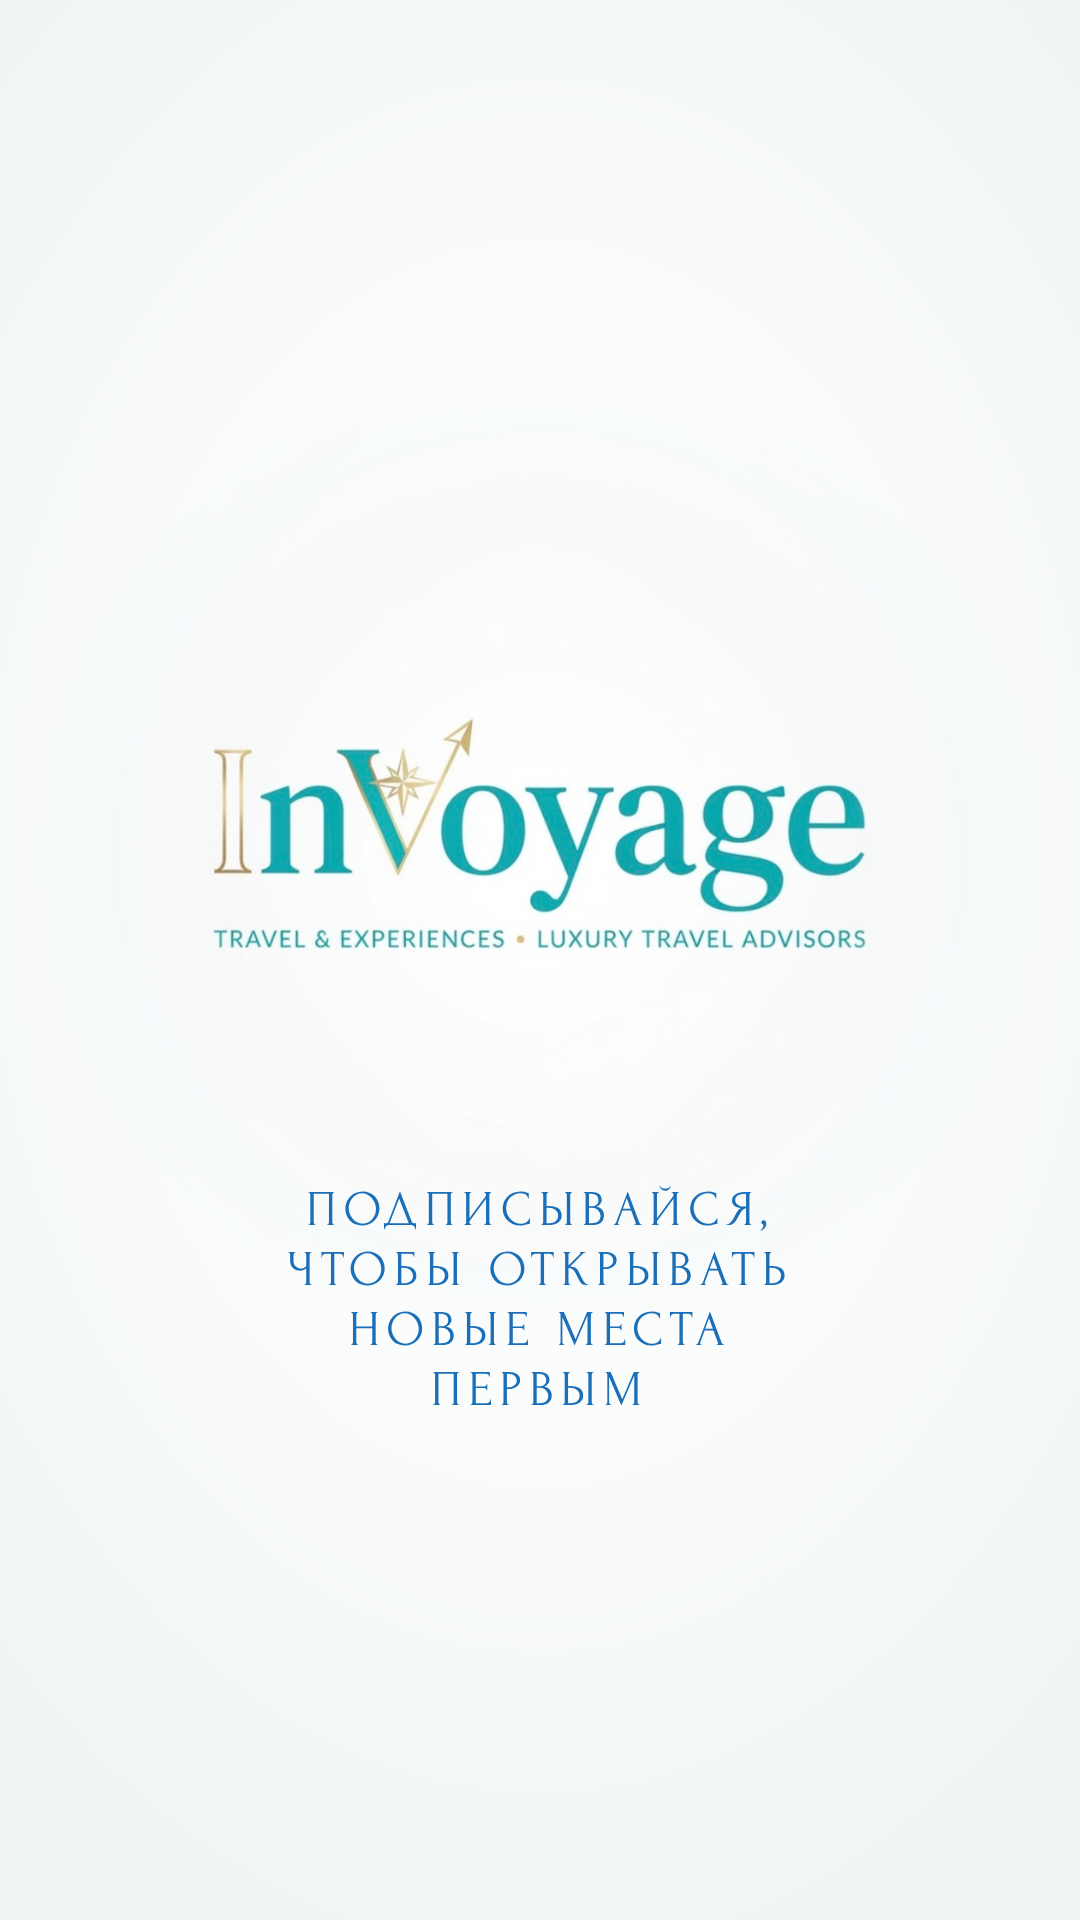 InVoyage
TRAVEL & EXPERIENCES • LUXURY TRAVEL ADVISORS
ПОДПИСЫВАЙСЯ,
ЧТОБЫ ОТКРЫВАТЬ
НОВЫЕ МЕСТА
ПЕРВЫМ